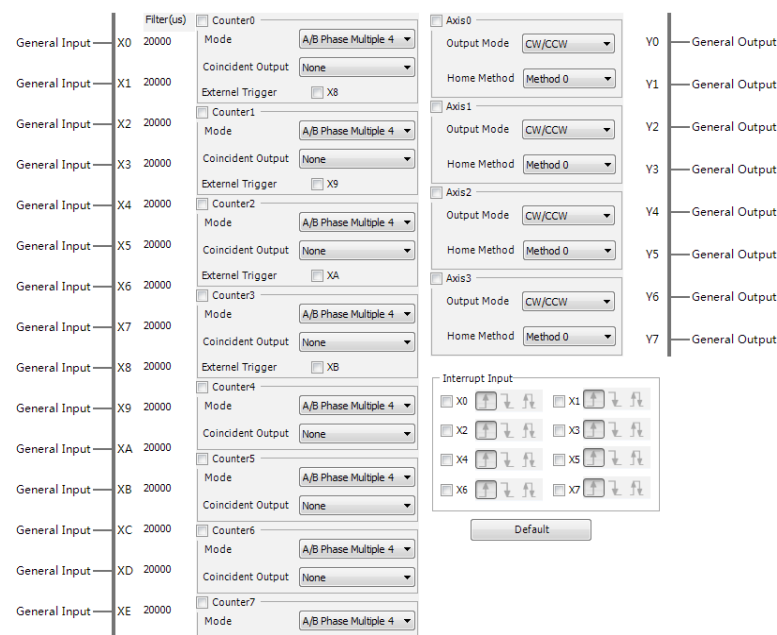 Filter(us)
General Input X0 20000
General Input X1 20000
General Input X2 20000
General Input X3 20000
General Input X4 20000
General Input X5 20000
General Input X6 20000
General Input X7 20000
General Input X8 20000
General Input X9 20000
General Input XA 20000
General Input XB 20000
General Input XC 20000
General Input XD 20000
General Input XE 20000
Counter0
Mode A/B Phase Multiple 4
Coincident Output None
External Trigger X8
Counter1
Mode A/B Phase Multiple 4
Coincident Output None
External Trigger X9
Counter2
Mode A/B Phase Multiple 4
Coincident Output None
External Trigger XA
Counter3
Mode A/B Phase Multiple 4
Coincident Output None
External Trigger XB
Counter4
Mode A/B Phase Multiple 4
Coincident Output None
Counter5
Mode A/B Phase Multiple 4
Coincident Output None
Counter6
Mode A/B Phase Multiple 4
Coincident Output None
Counter7
Mode A/B Phase Multiple 4
Axis0
Output Mode CW/CCW
Home Method Method 0
Axis1
Output Mode CW/CCW
Home Method Method 0
Axis2
Output Mode CW/CCW
Home Method Method 0
Axis3
Output Mode CW/CCW
Home Method Method 0
Interrupt Input
X0 X1
X2 X3
X4 X5
X6 X7
Default
Y0 General Output
Y1 General Output
Y2 General Output
Y3 General Output
Y4 General Output
Y5 General Output
Y6 General Output
Y7 General Output